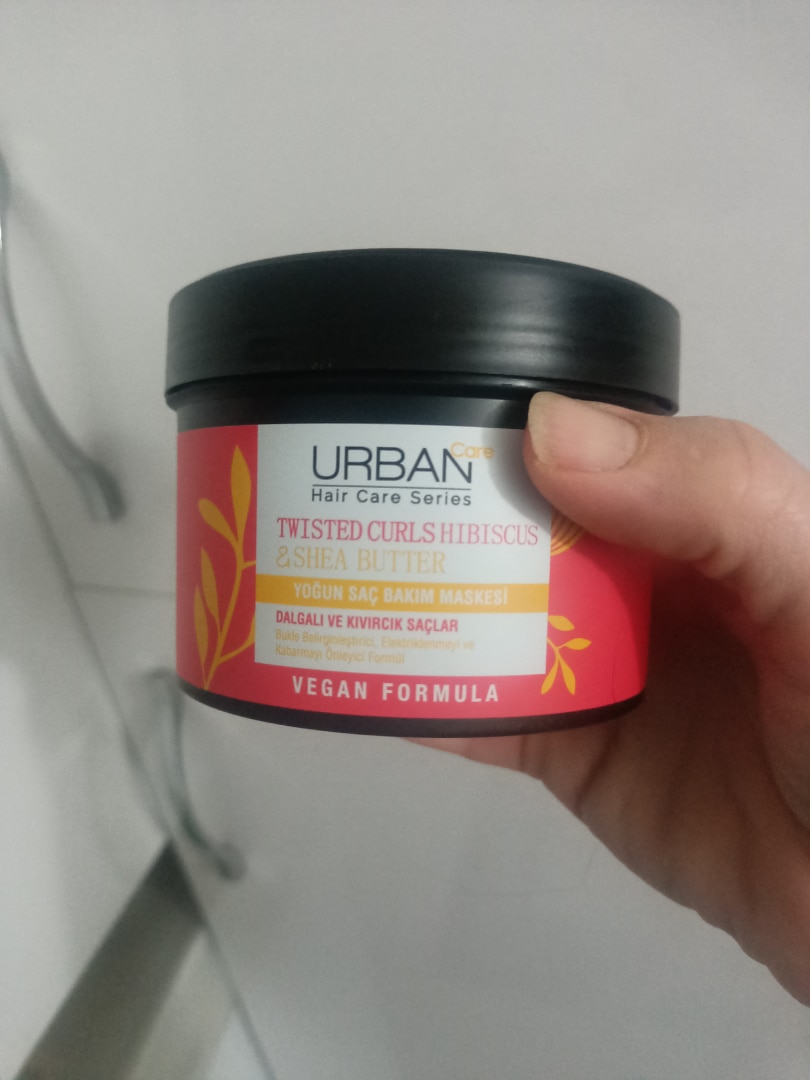 URBAN Care
Hair Care Series
TWISTED CURLS HIBISCUS
& SHEA BUTTER
YOĞUN SAÇ BAKIM MASKESİ
DALGALI VE KIVIRCIK SAÇLAR
Bukle Belirginleştirici, Elektriklenmeyi ve
Kabarmayı Önleyici Formül
VEGAN FORMULA